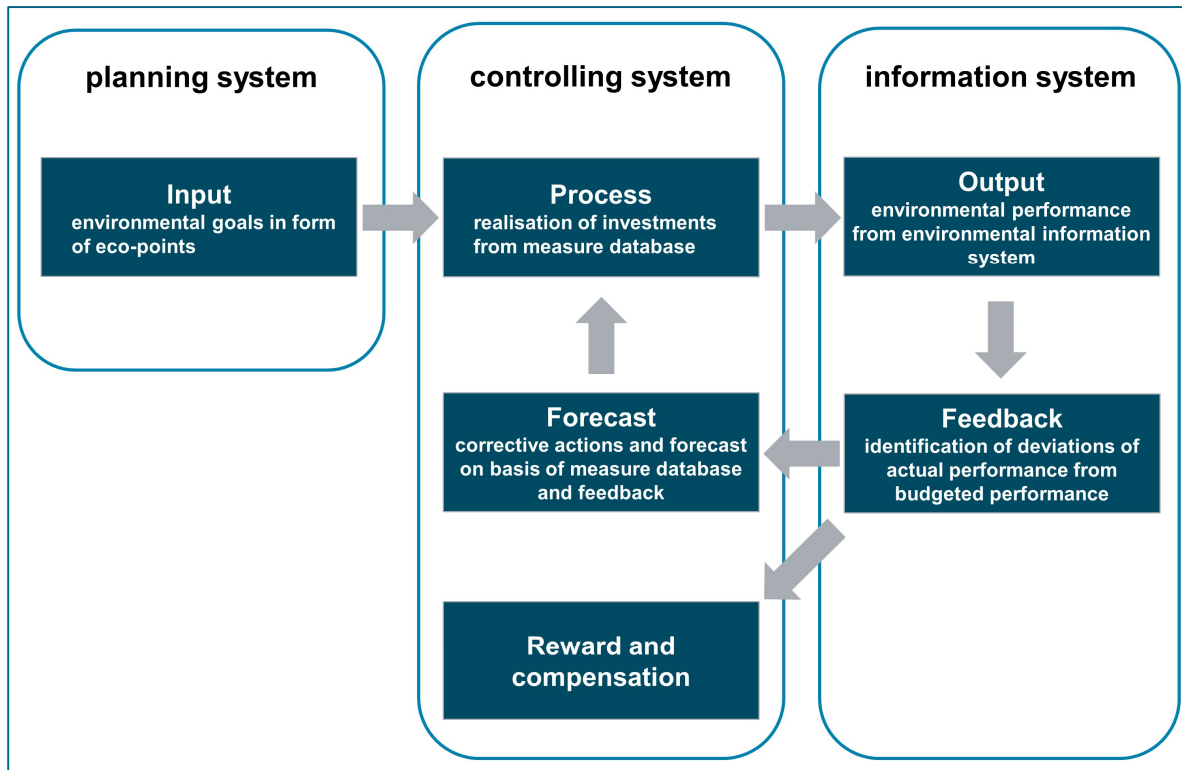 planning system
controlling system
information system
Input
environmental goals in form
of eco-points
Process
realisation of investments
from measure database
Output
environmental performance
from environmental information
system
Forecast
corrective actions and forecast
on basis of measure database
and feedback
Feedback
identification of deviations of
actual performance from
budgeted performance
Reward and
compensation